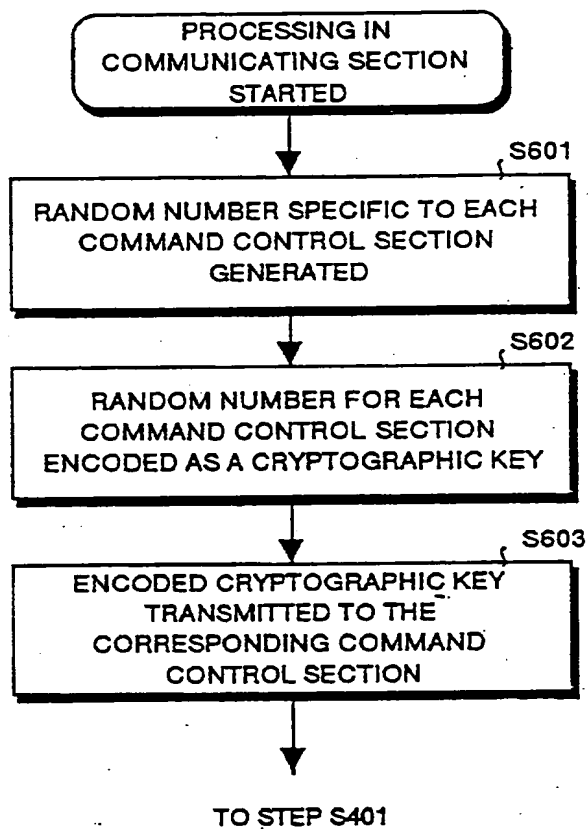 PROCESSING IN
COMMUNICATING SECTION
STARTED
S601
RANDOM NUMBER SPECIFIC TO EACH
COMMAND CONTROL SECTION
GENERATED
S602
RANDOM NUMBER FOR EACH
COMMAND CONTROL SECTION
ENCODED AS A CRYPTOGRAPHIC KEY
S603
ENCODED CRYPTOGRAPHIC KEY
TRANSMITTED TO THE
CORRESPONDING COMMAND
CONTROL SECTION
TO STEP S401